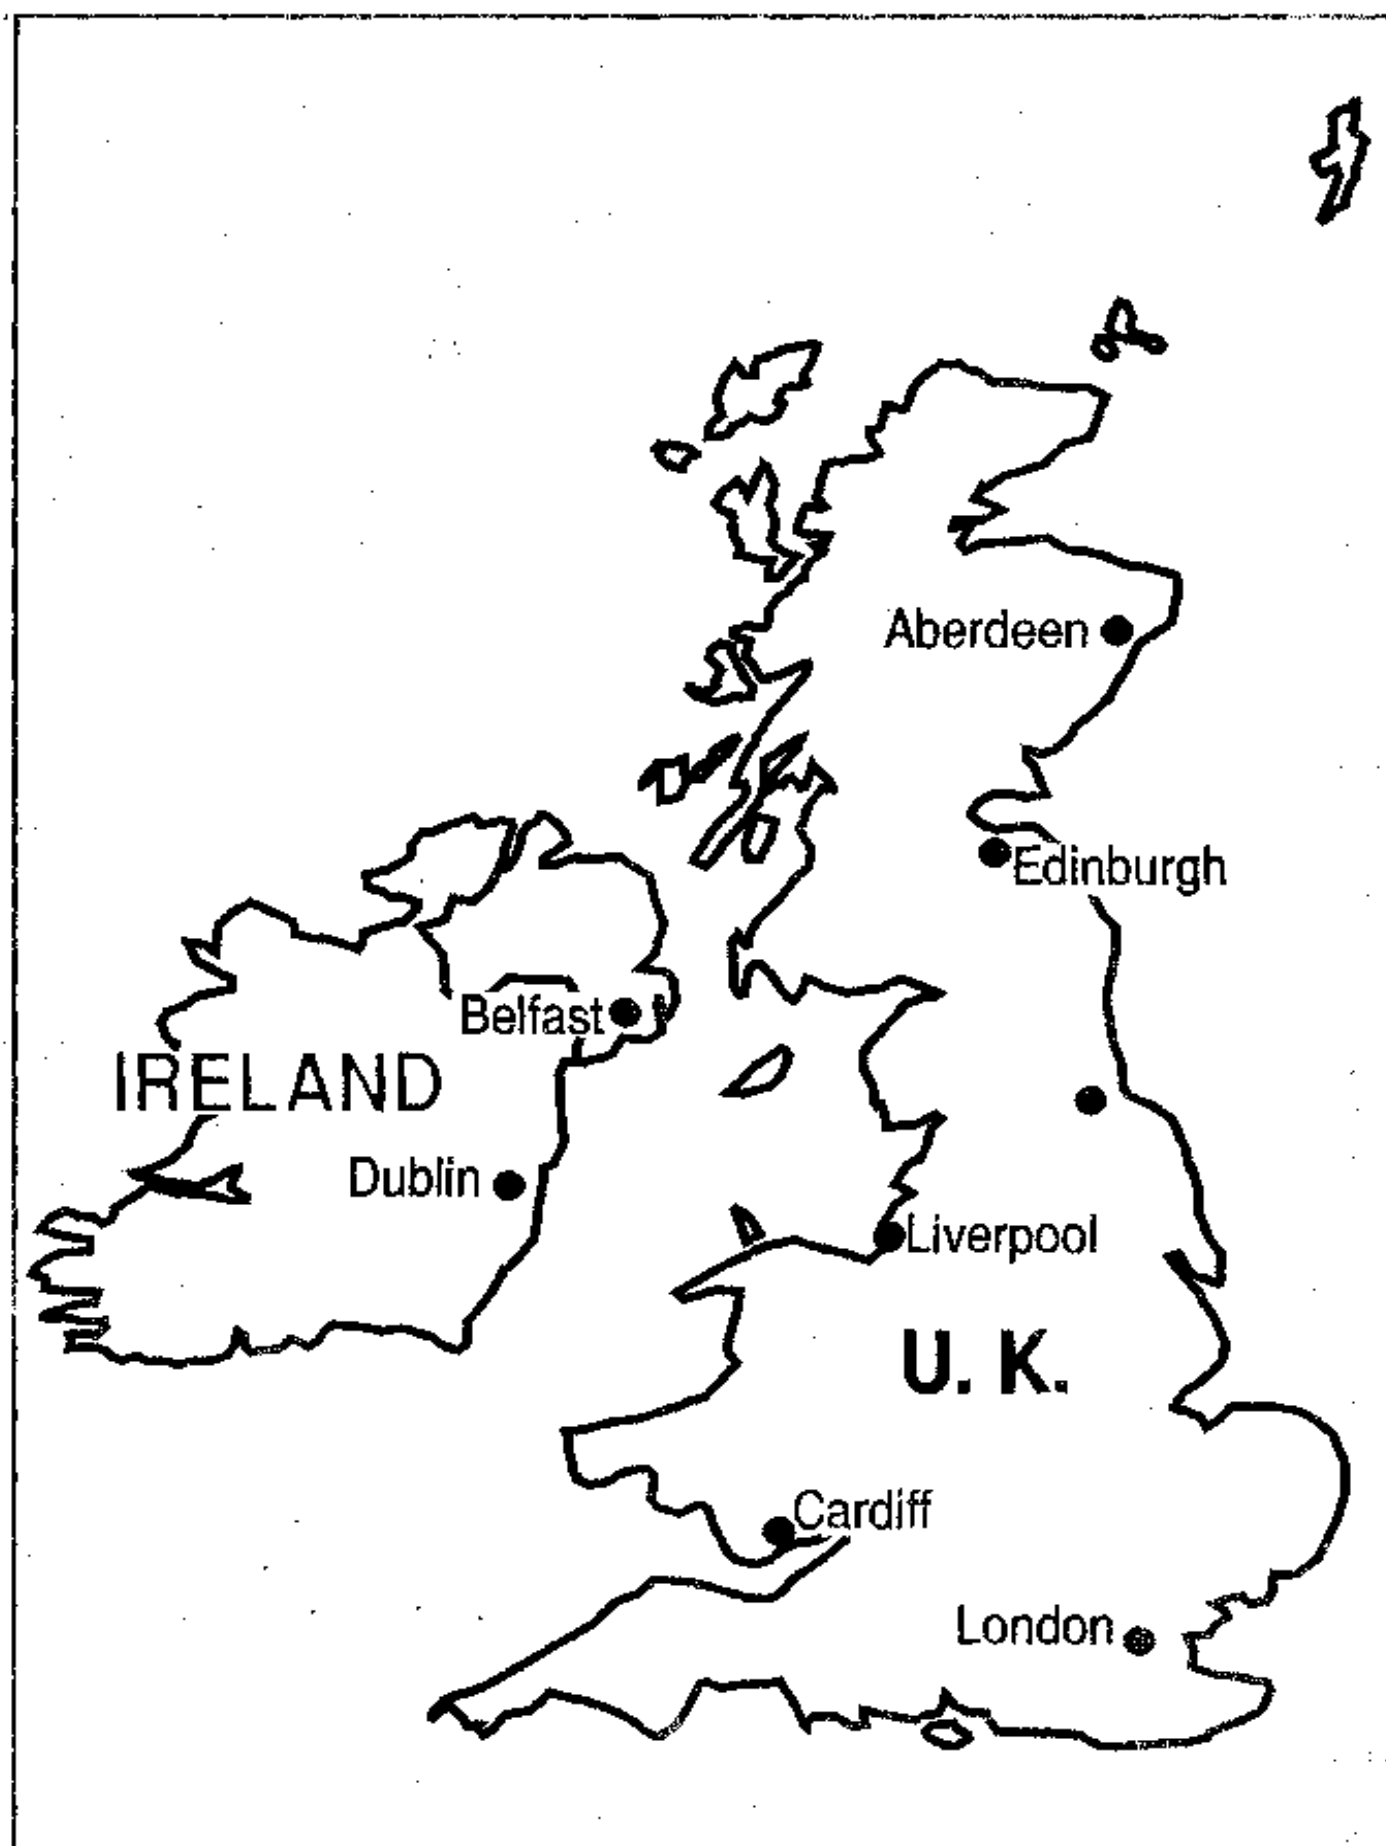 Aberdeen
Edinburgh
Belfast
IRELAND
Dublin
Liverpool
U. K.
Cardiff
London